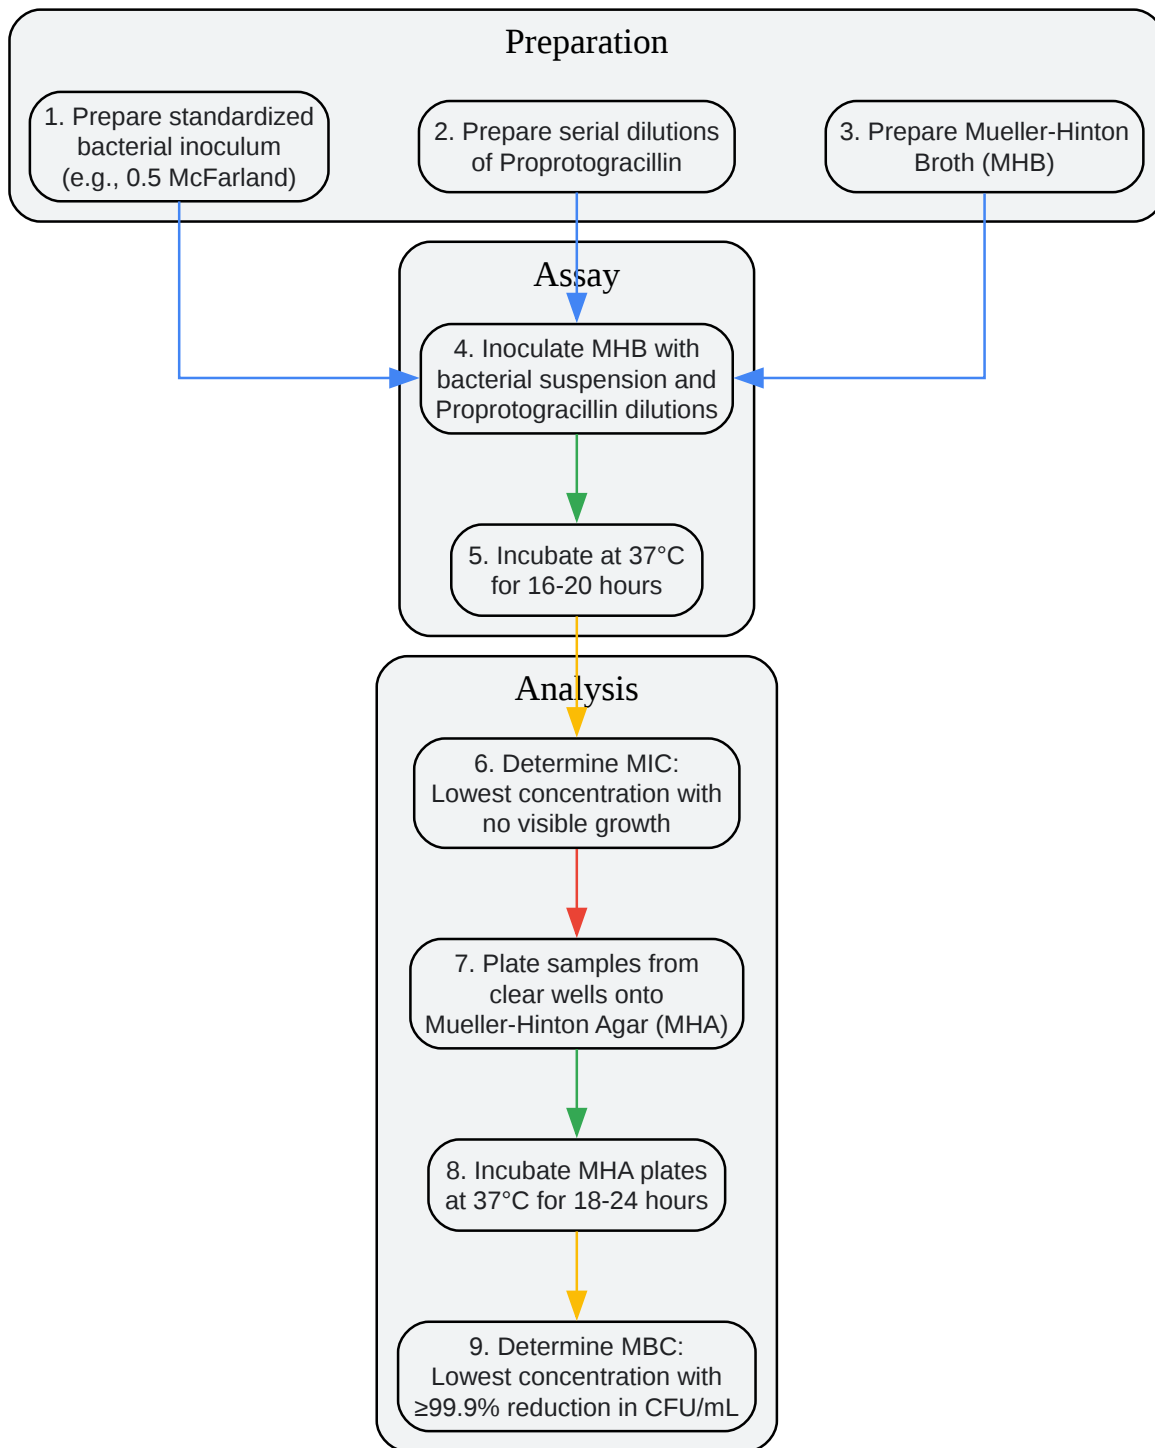 Preparation
1. Prepare standardized
bacterial inoculum
(e.g., 0.5 McFarland)
2. Prepare serial dilutions
of Proprotogracillin
3. Prepare Mueller-Hinton
Broth (MHB)
Assay
4. Inoculate MHB with
bacterial suspension and
Proprotogracillin dilutions
5. Incubate at 37°C
for 16-20 hours
Analysis
6. Determine MIC:
Lowest concentration with
no visible growth
7. Plate samples from
clear wells onto
Mueller-Hinton Agar (MHA)
8. Incubate MHA plates
at 37°C for 18-24 hours
9. Determine MBC:
Lowest concentration with
≥99.9% reduction in CFU/mL